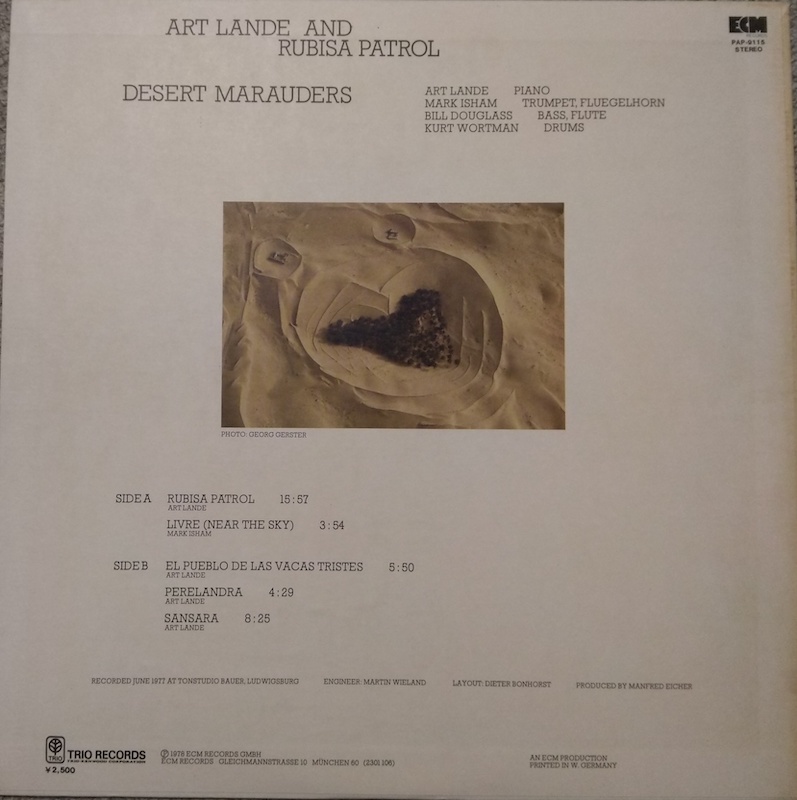 ART LANDE AND
RUBISA PATROL
ECM
PAP-9115
STEREO
DESERT MARAUDERS
ART LANDE PIANO
MARK ISHAM TRUMPET, FLUEGELHORN
BILL DOUGLASS BASS, FLUTE
KURT WORTMAN DRUMS
PHOTO: GEORG GERSTER
SIDE A RUBISA PATROL 15:57
ART LANDE
LIVRE (NEAR THE SKY) 3:54
MARK ISHAM
SIDE B EL PUEBLO DE LAS VACAS TRISTES 5:50
ART LANDE
PERELANDRA 4:29
ART LANDE
SANSARA 8:25
ART LANDE
RECORDED JUNE 1977 AT TONSTUDIO BAUER, LUDWIGSBURG ENGINEER: MARTIN WIELAND LAYOUT: DIETER BONHORST PRODUCED BY MANFRED EICHER
TRIO
TRIO RECORDS
TRIO KENWOOD CORPORATION
¥2,500
Ⓟ 1978 ECM RECORDS GMBH
ECM RECORDS GLEICHMANNSTRASSE 10 MÜNCHEN 60 (2301 106)
AN ECM PRODUCTION
PRINTED IN W. GERMANY